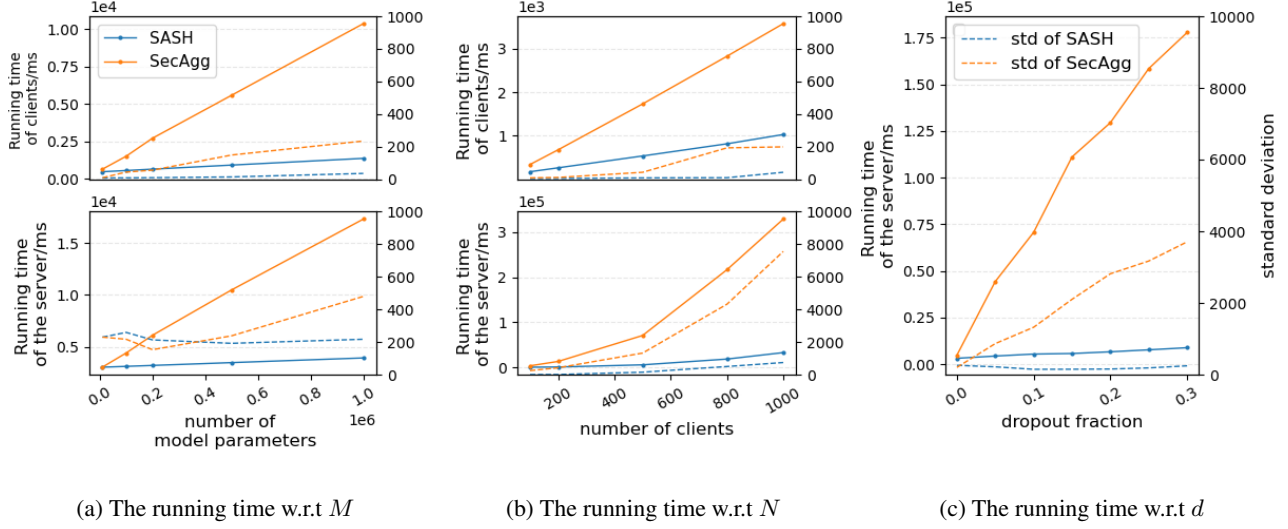 1e4
1.00
0.75
0.50
0.25
0.00
Running time
of clients/ms
SASH
SecAgg
1000
800
600
400
200
0
1e4
1.5
1.0
0.5
Running time
of the server/ms
1000
800
600
400
200
0
0.0
0.2
0.4
0.6
0.8
1.0
1e6
number of
model parameters
(a) The running time w.r.t M
1e3
3
2
1
Running time
of clients/ms
1000
800
600
400
200
0
1e5
3
2
1
0
Running time
of the server/ms
10000
8000
6000
4000
2000
0
200
400
600
800
1000
number of clients
(b) The running time w.r.t N
1e5
1.75
1.50
1.25
1.00
0.75
0.50
0.25
0.00
Running time
of the server/ms
std of SASH
std of SecAgg
10000
8000
6000
4000
2000
0
standard deviation
0.0
0.1
0.2
0.3
dropout fraction
(c) The running time w.r.t d